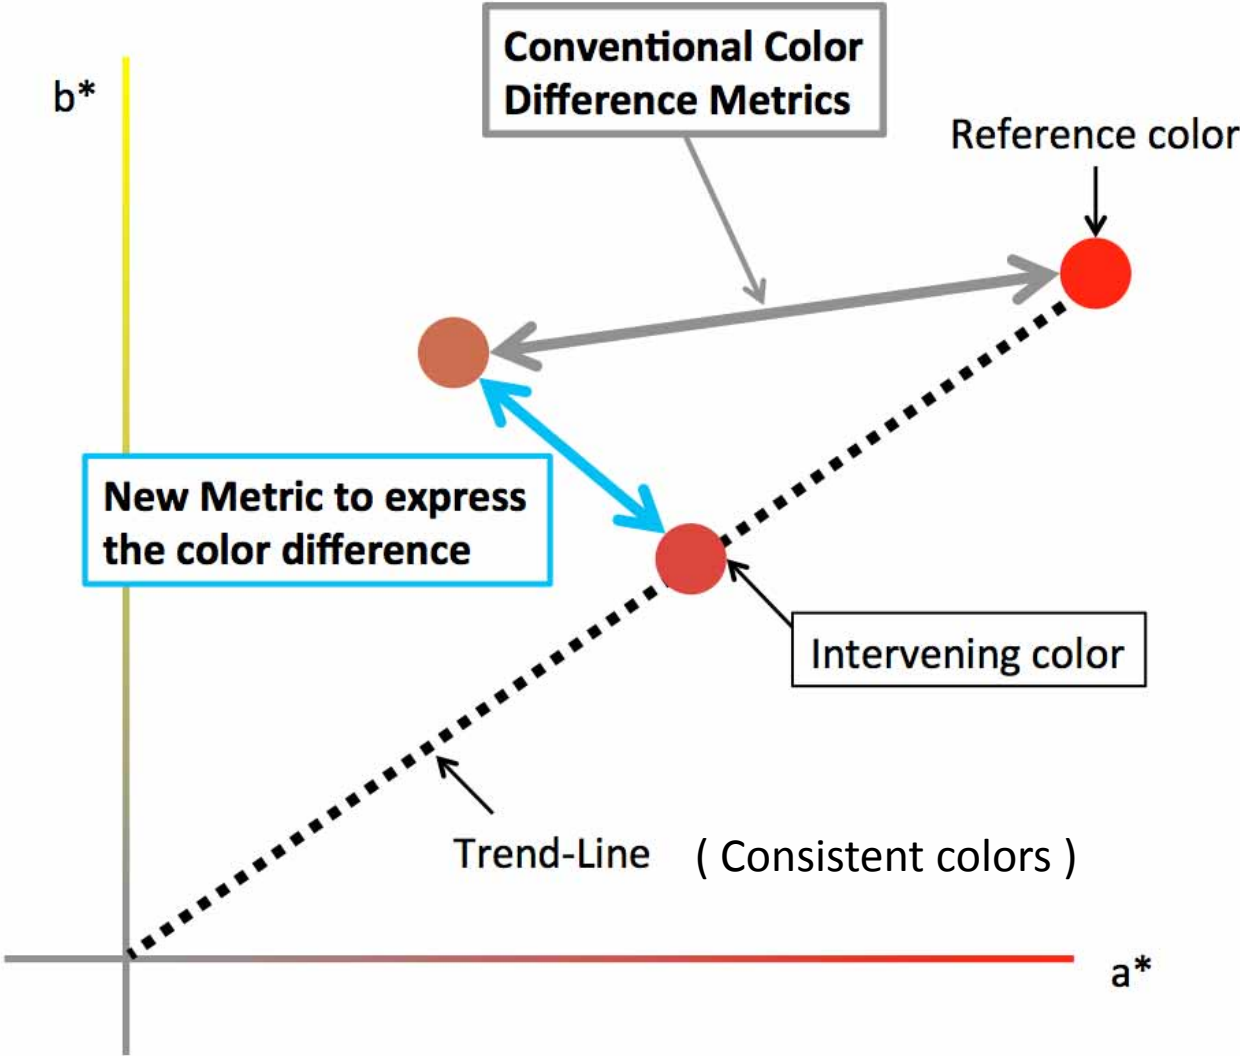 Conventional Color
Difference Metrics
b*
Reference color
New Metric to express
the color difference
Intervening color
Trend-Line ( Consistent colors )
a*